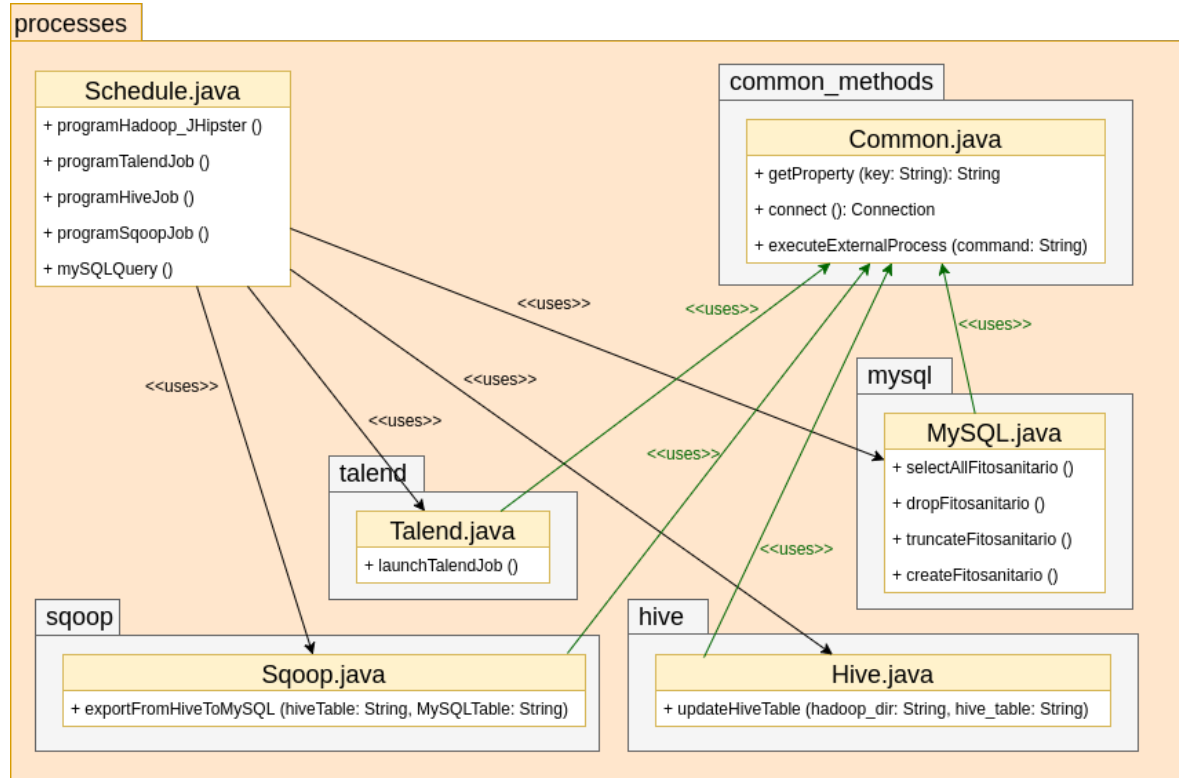 processes
Schedule.java
+ programHadoop_JHipster ()
+ programTalendJob ()
+ programHiveJob ()
+ programSqoopJob()
+ mySQLQuery ()
common_methods
Common.java
+ getProperty (key: String): String
+ connect (): Connection
+ executeExternalProcess (command: String)
<<uses>>
<<uses>>
<<uses>>
<<uses>>
<<uses>>
<<uses>>
<<uses>>
<<uses>>
mysql
MySQL.java
+ selectAllFitosanitario ()
+ dropFitosanitario ()
+ truncateFitosanitario ()
+ createFitosanitario ()
talend
Talend.java
+ launchTalendJob ()
sqoop
Sqoop.java
+ exportFromHiveToMySQL (hiveTable: String, MySQLTable: String)
hive
Hive.java
+ updateHiveTable (hadoop_dir: String, hive_table: String)